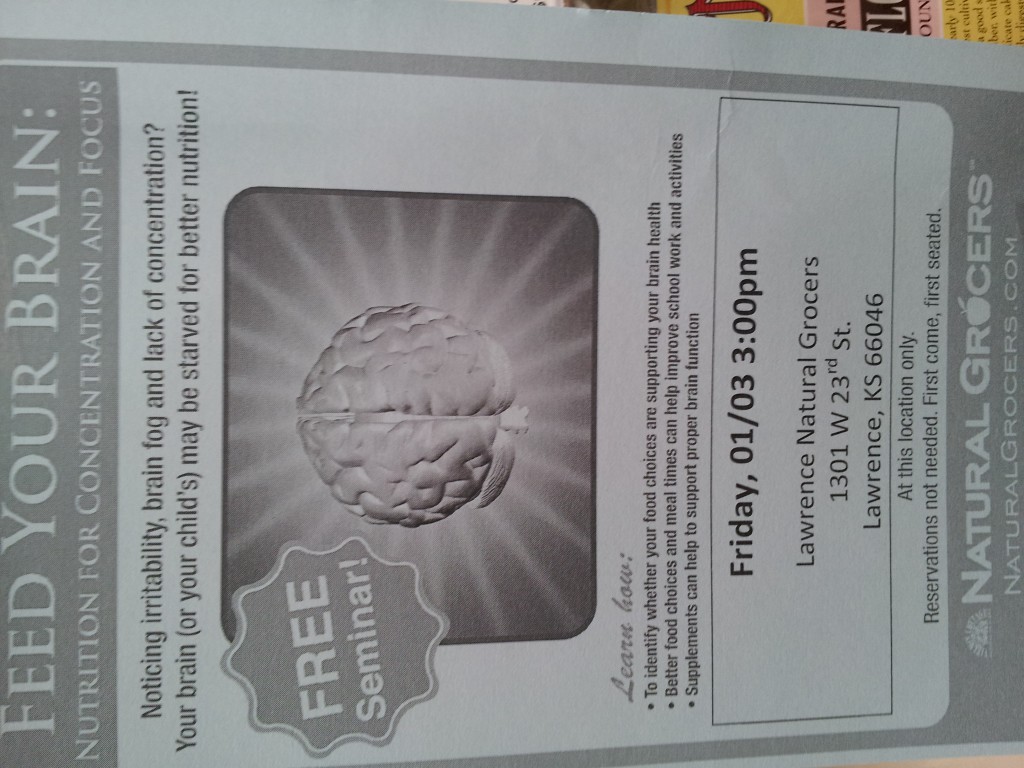 FEED YOUR BRAIN:
NUTRITION FOR CONCENTRATION AND FOCUS
Noticing irritability, brain fog and lack of concentration?
Your brain (or your child's) may be starved for better nutrition!
FREE
Seminar!
Learn how:
• To identify whether your food choices are supporting your brain health
• Better food choices and meal times can help improve school work and activities
• Supplements can help to support proper brain function
Friday, 01/03 3:00pm
Lawrence Natural Grocers
1301 W 23rd St.
Lawrence, KS 66046
At this location only.
Reservations not needed. First come, first seated.
NATURAL GROCERS™
NATURALGROCERS.COM